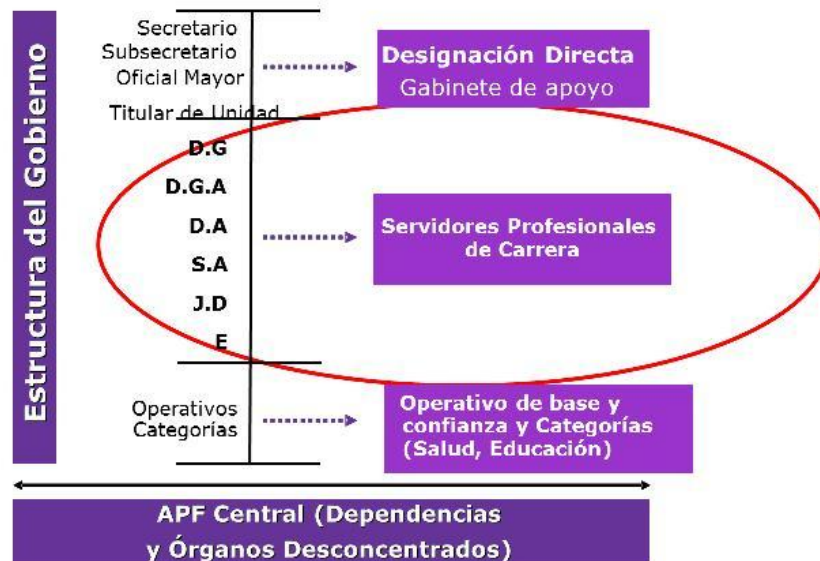 Estructura del Gobierno
Secretario
Subsecretario
Oficial Mayor
Titular de Unidad
Designación Directa
Gabinete de apoyo
D.G
D.G.A
D.A
S.A
J.D
E
Servidores Profesionales
de Carrera
Operativos
Categorías
Operativo de base y
confianza y Categorías
(Salud, Educación)
APF Central (Dependencias
y Órganos Desconcentrados)